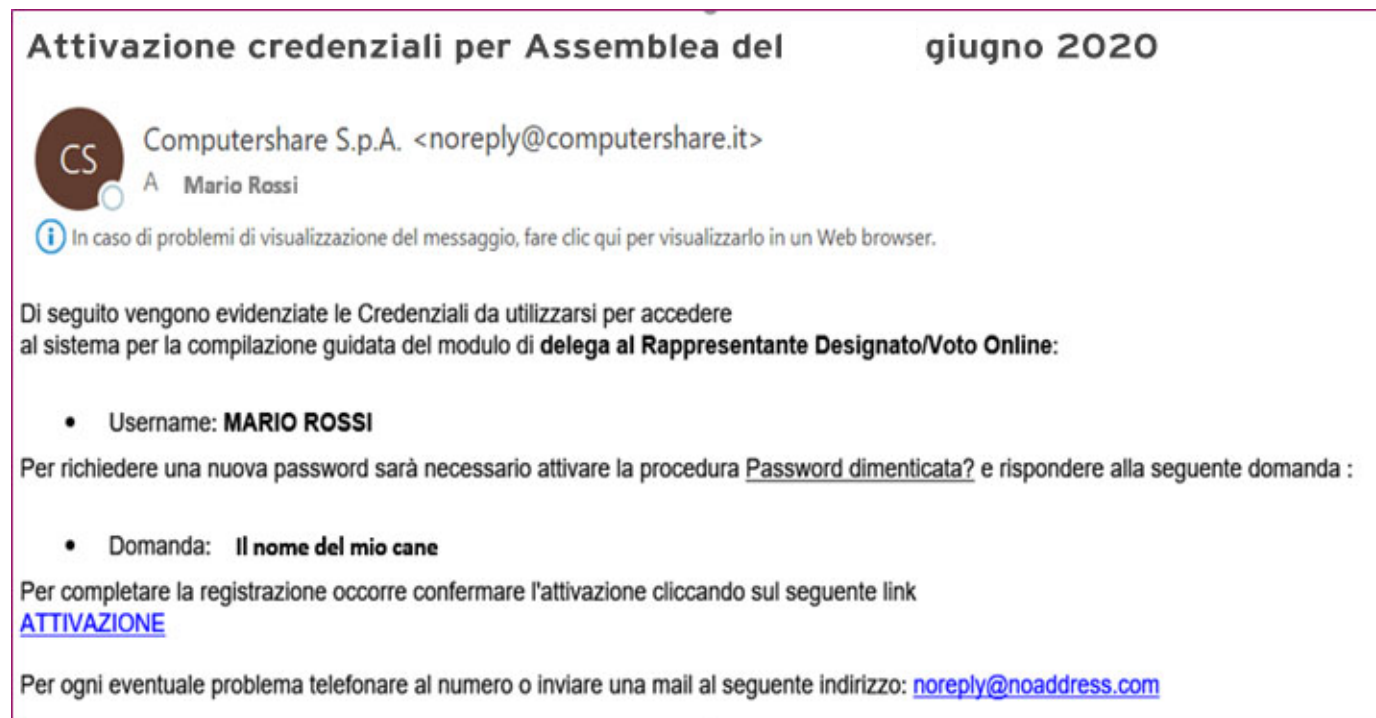 Attivazione credenziali per Assemblea del giugno 2020
CS
Computershare S.p.A. <noreply@computershare.it>
A Mario Rossi
i In caso di problemi di visualizzazione del messaggio, fare clic qui per visualizzarlo in un Web browser.
Di seguito vengono evidenziate le Credenziali da utilizzarsi per accedere
al sistema per la compilazione guidata del modulo di delega al Rappresentante Designato/Voto Online:
• Username: MARIO ROSSI
Per richiedere una nuova password sarà necessario attivare la procedura Password dimenticata? e rispondere alla seguente domanda :
• Domanda: Il nome del mio cane
Per completare la registrazione occorre confermare l'attivazione cliccando sul seguente link
ATTIVAZIONE
Per ogni eventuale problema telefonare al numero o inviare una mail al seguente indirizzo: noreply@noaddress.com